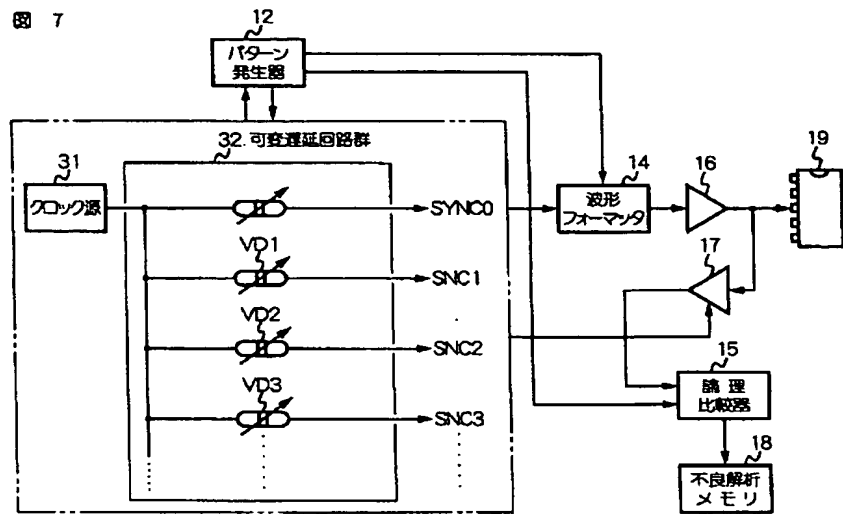 図 7
12
パターン
発生器
32.可変遅延回路群
31
クロック源
SYNC0
VD1
SNC1
VD2
SNC2
VD3
SNC3
14
波形
フォーマッタ
16
19
17
15
論 理
比較器
18
不良解析
メモリ